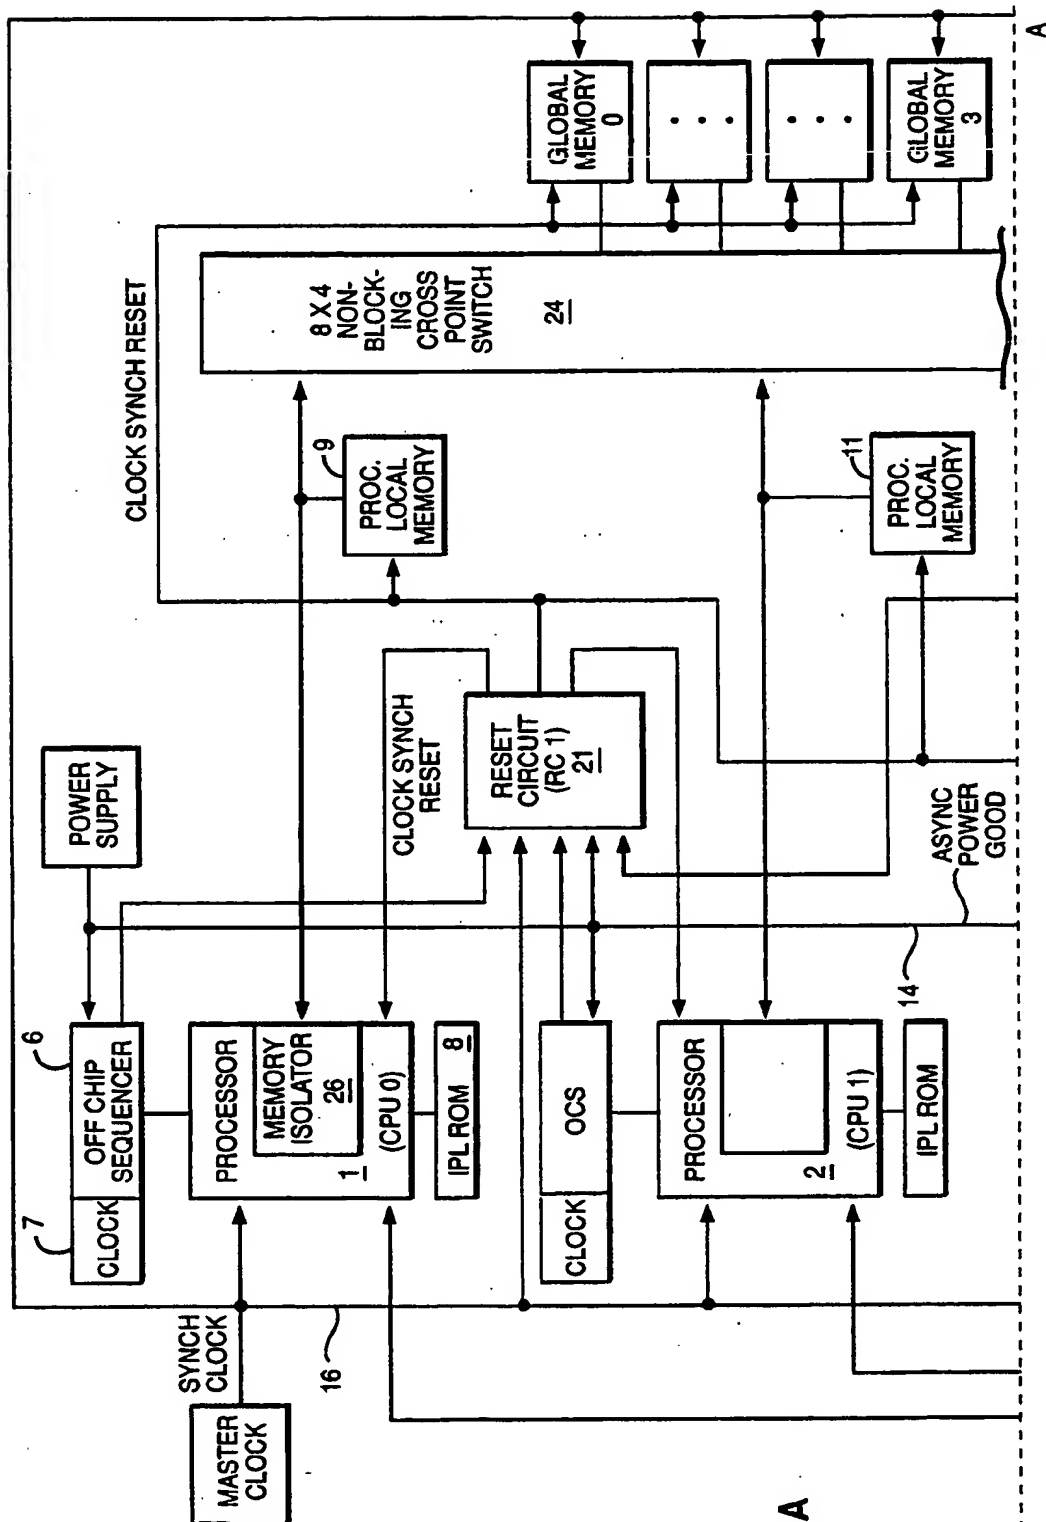 A
GLOBAL
MEMORY
0
. . .
. . .
GLOBAL
MEMORY
3
CLOCK SYNCH RESET
8 X 4
NON-
BLOCK-
ING
CROSS
POINT
SWITCH
24
9
PROC.
LOCAL
MEMORY
11
PROC.
LOCAL
MEMORY
CLOCK SYNCH
RESET
RESET
CIRCUIT
(RC 1)
21
POWER
SUPPLY
ASYNC
POWER
GOOD
14
6
OFF CHIP
SEQUENCER
7
CLOCK
PROCESSOR
MEMORY
ISOLATOR
26
1
(CPU 0)
IPL ROM
8
OCS
CLOCK
PROCESSOR
2
(CPU 1)
IPL ROM
SYNCH
CLOCK
16
MASTER
CLOCK
A